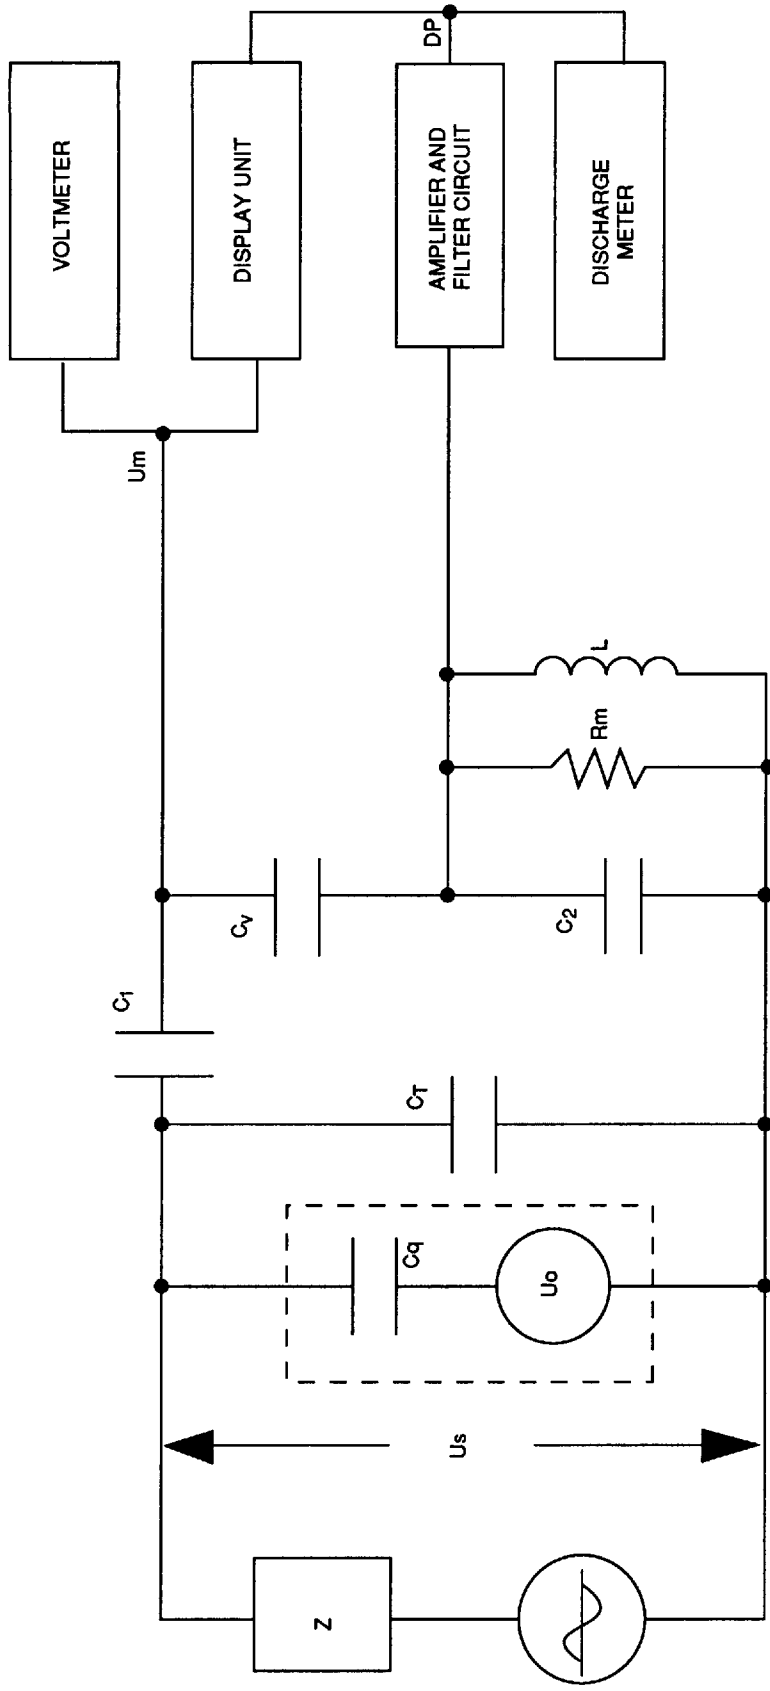 VOLTMETER
DISPLAY UNIT
DP
AMPLIFIER AND
FILTER CIRCUIT
DISCHARGE
METER
Um
L
Rm
C1
Cv
C2
CT
Cq
Uo
Us
Z